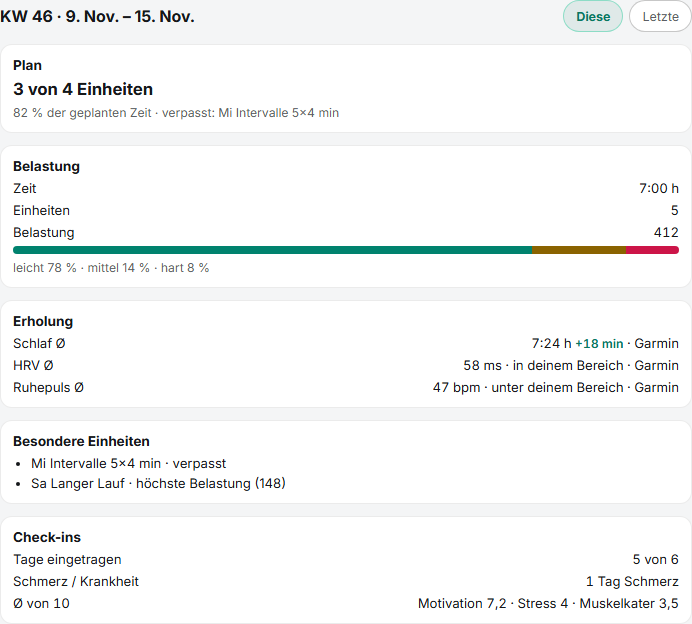 KW 46 · 9. Nov. – 15. Nov.
Diese
Letzte
Plan
3 von 4 Einheiten
82 % der geplanten Zeit · verpasst: Mi Intervalle 5×4 min
Belastung
Zeit 7:00 h
Einheiten 5
Belastung 412
leicht 78 % · mittel 14 % · hart 8 %
Erholung
Schlaf Ø 7:24 h +18 min · Garmin
HRV Ø 58 ms · in deinem Bereich · Garmin
Ruhepuls Ø 47 bpm · unter deinem Bereich · Garmin
Besondere Einheiten
• Mi Intervalle 5×4 min · verpasst
• Sa Langer Lauf · höchste Belastung (148)
Check-ins
Tage eingetragen 5 von 6
Schmerz / Krankheit 1 Tag Schmerz
Ø von 10 Motivation 7,2 · Stress 4 · Muskelkater 3,5